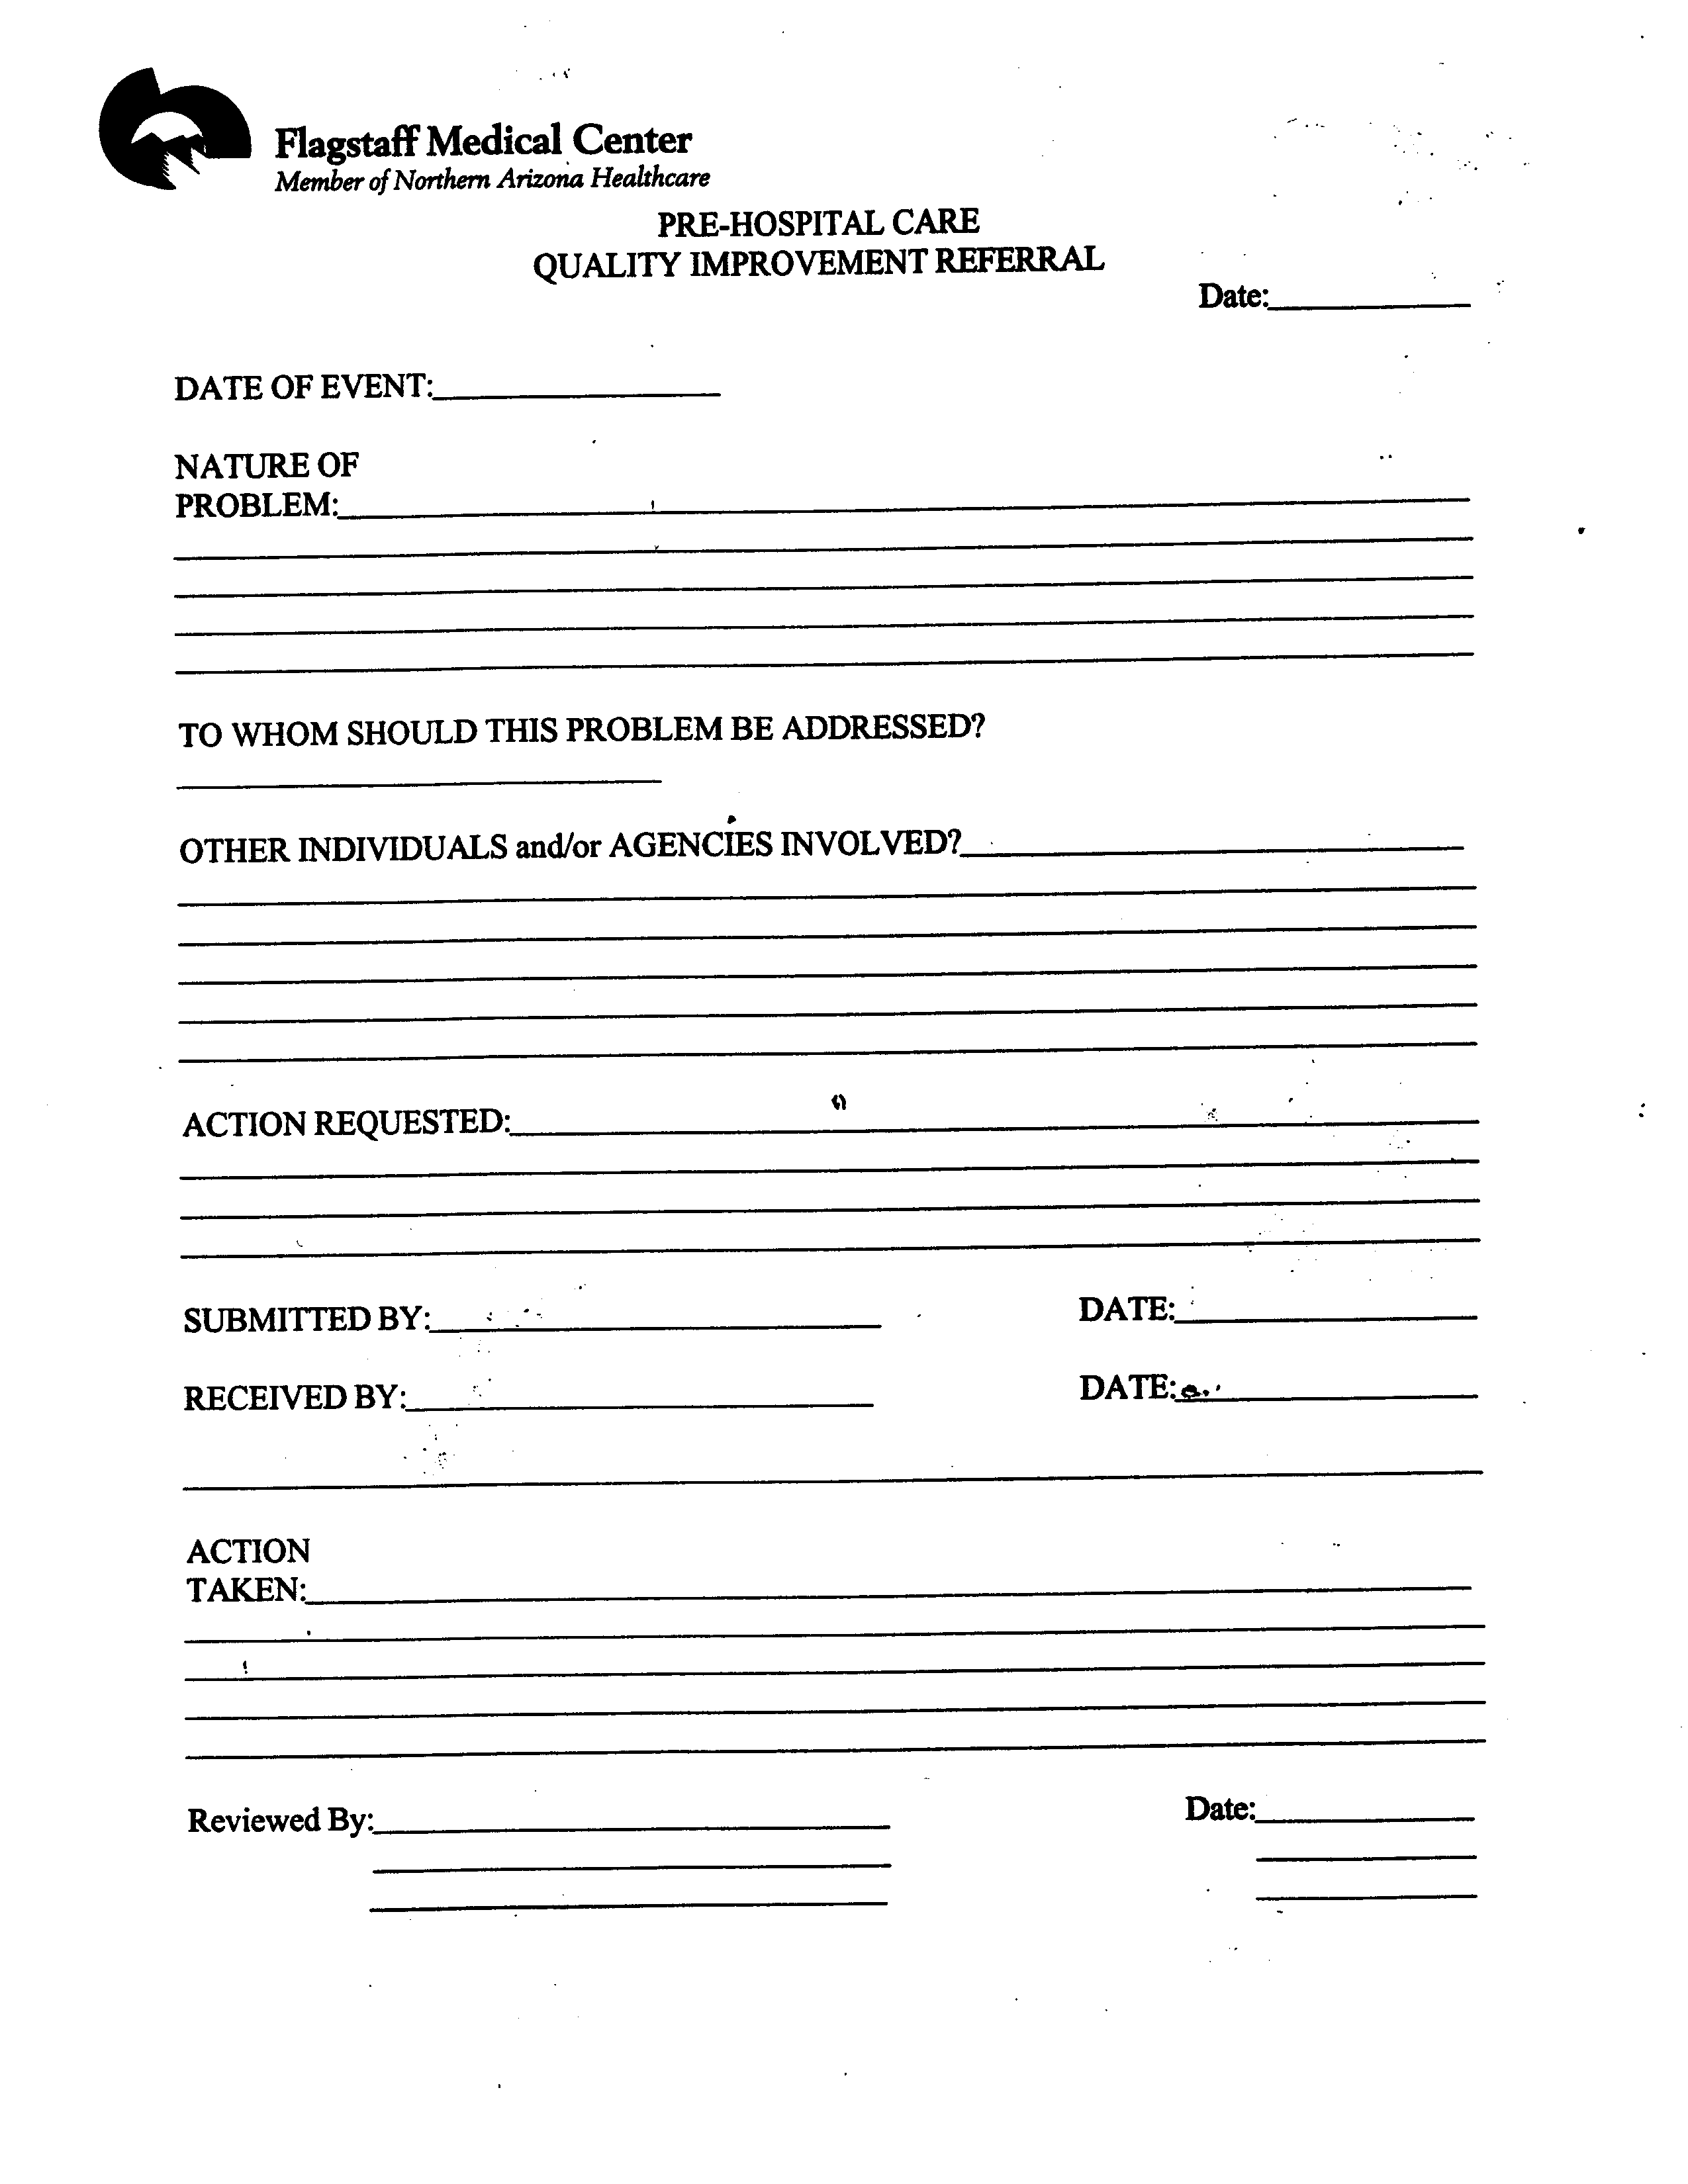 Flagstaff Medical Center
Member of Northern Arizona Healthcare
PRE-HOSPITAL CARE
QUALITY IMPROVEMENT REFERRAL
Date:
DATE OF EVENT:
NATURE OF
PROBLEM:
TO WHOM SHOULD THIS PROBLEM BE ADDRESSED?
OTHER INDIVIDUALS and/or AGENCIES INVOLVED?
ACTION REQUESTED:
SUBMITTED BY: DATE:
RECEIVED BY: DATE:
ACTION
TAKEN:
Reviewed By: Date: